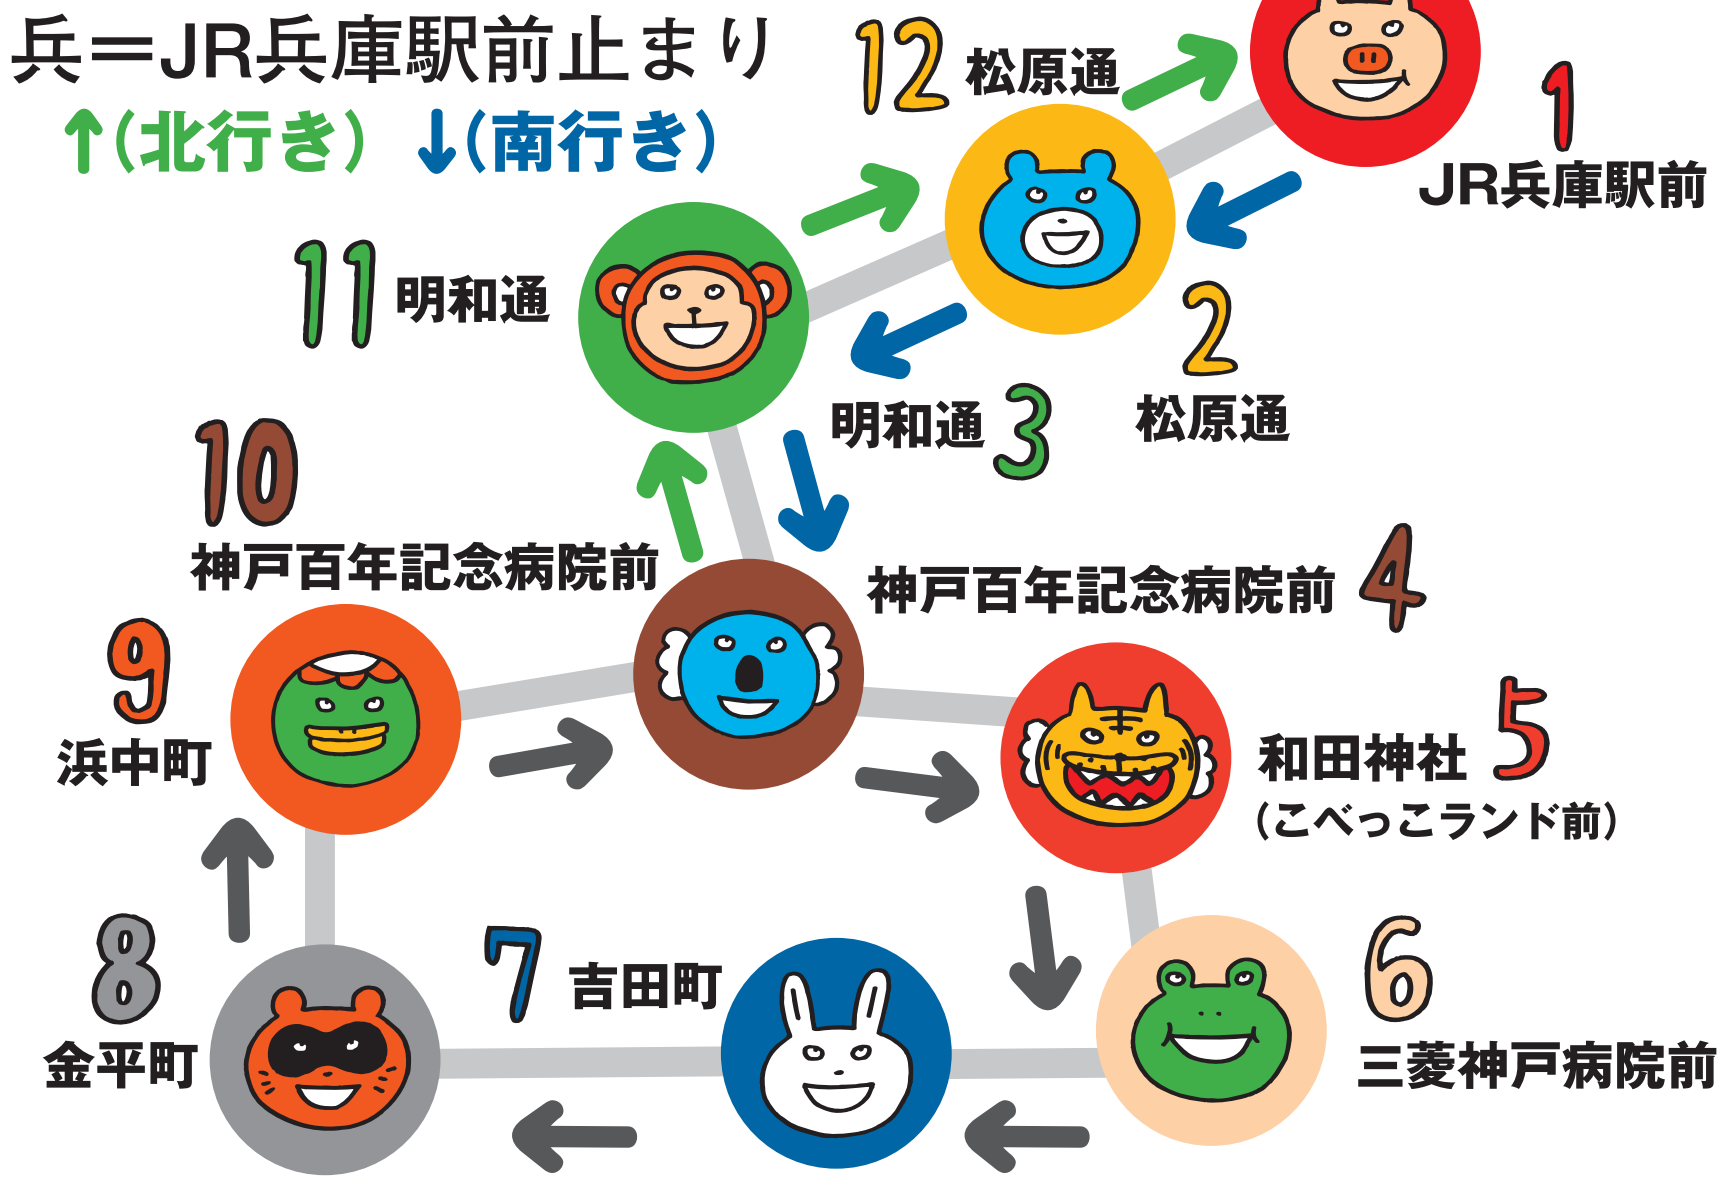 兵＝JR兵庫駅前止まり
↑(北行き) ↓(南行き)
12 松原通
1
JR兵庫駅前
11 明和通
2
松原通
明和通 3
10
神戸百年記念病院前
神戸百年記念病院前 4
9
浜中町
和田神社 5
(こべっこランド前)
8
金平町
7 吉田町
6
三菱神戸病院前